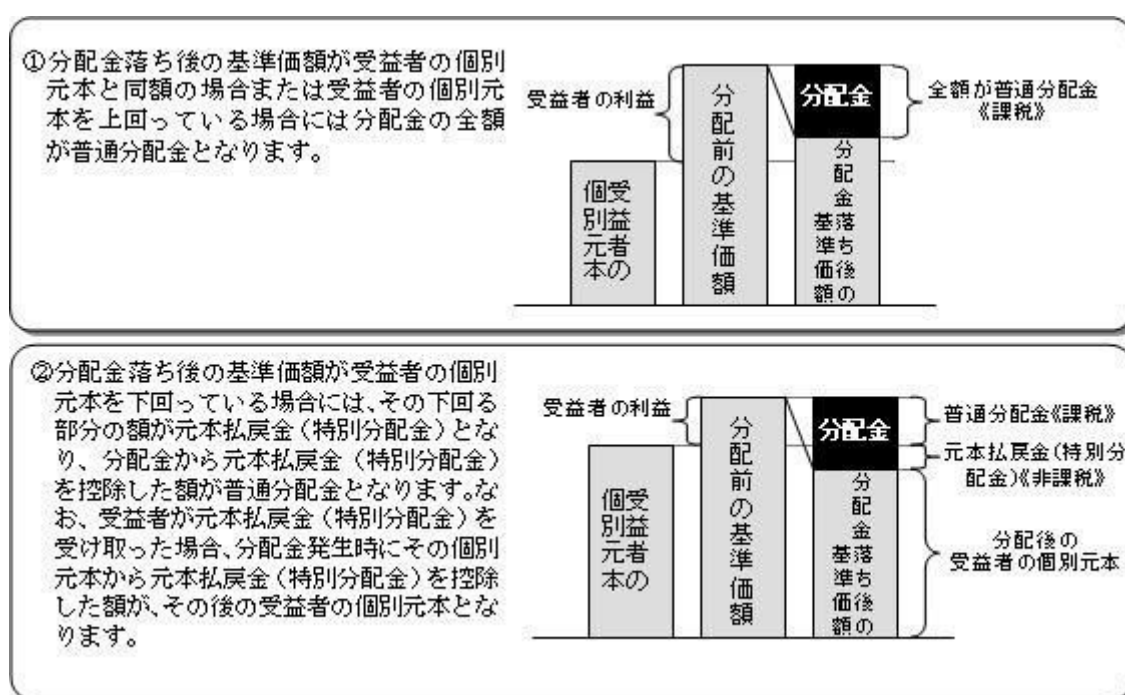 ①分配金落ち後の基準価額が受益者の個別
元本と同額の場合または受益者の個別元
本を上回っている場合には分配金の全額
が普通分配金となります。
受益者の利益
受益者の
個別元本
分配前の基準価額
分配金
分配金落ち後の
基準価額
全額が普通分配金
《課税》
②分配金落ち後の基準価額が受益者の個別
元本を下回っている場合には、その下回る
部分の額が元本払戻金（特別分配金）とな
り、分配金から元本払戻金（特別分配金）
を控除した額が普通分配金となります。な
お、受益者が元本払戻金（特別分配金）を
受け取った場合、分配金発生時にその個別
元本から元本払戻金（特別分配金）を控除
した額が、その後の受益者の個別元本とな
ります。
受益者の利益
受益者の
個別元本
分配前の基準価額
分配金
分配金落ち後の
基準価額の
普通分配金《課税》
元本払戻金(特別分
配金)《非課税》
分配後の
受益者の個別元本